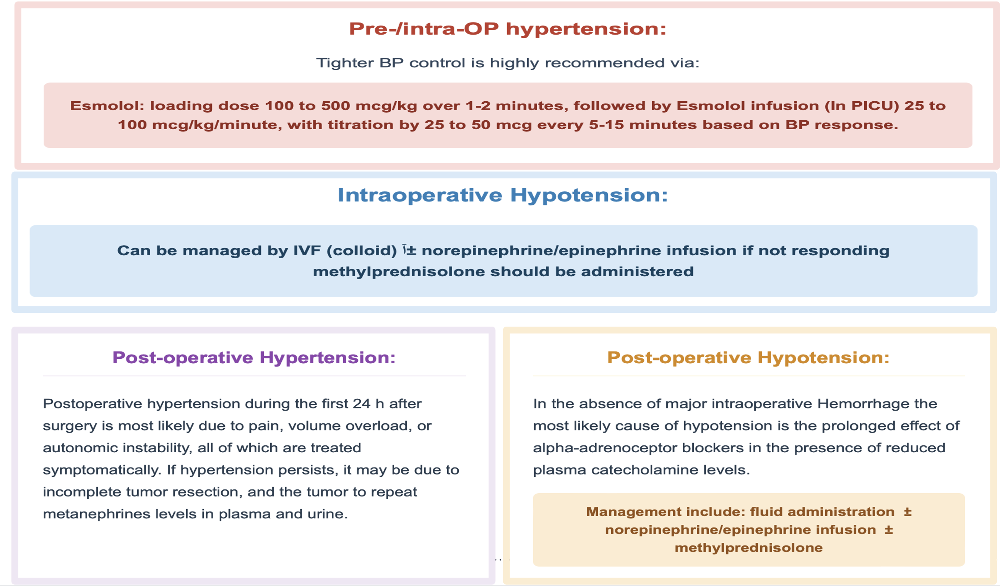 Pre-/intra-OP hypertension:
Tighter BP control is highly recommended via:
Esmolol: loading dose 100 to 500 mcg/kg over 1-2 minutes, followed by Esmolol infusion (In PICU) 25 to
100 mcg/kg/minute, with titration by 25 to 50 mcg every 5-15 minutes based on BP response.
Intraoperative Hypotension:
Can be managed by IVF (colloid) آ± norepinephrine/epinephrine infusion if not responding
methylprednisolone should be administered
Post-operative Hypertension:
Postoperative hypertension during the first 24 h after
surgery is most likely due to pain, volume overload, or
autonomic instability, all of which are treated
symptomatically. If hypertension persists, it may be due to
incomplete tumor resection, and the tumor to repeat
metanephrines levels in plasma and urine.
Post-operative Hypotension:
In the absence of major intraoperative Hemorrhage the
most likely cause of hypotension is the prolonged effect of
alpha-adrenoceptor blockers in the presence of reduced
plasma catecholamine levels.
Management include: fluid administration ±
norepinephrine/epinephrine infusion ±
methylprednisolone